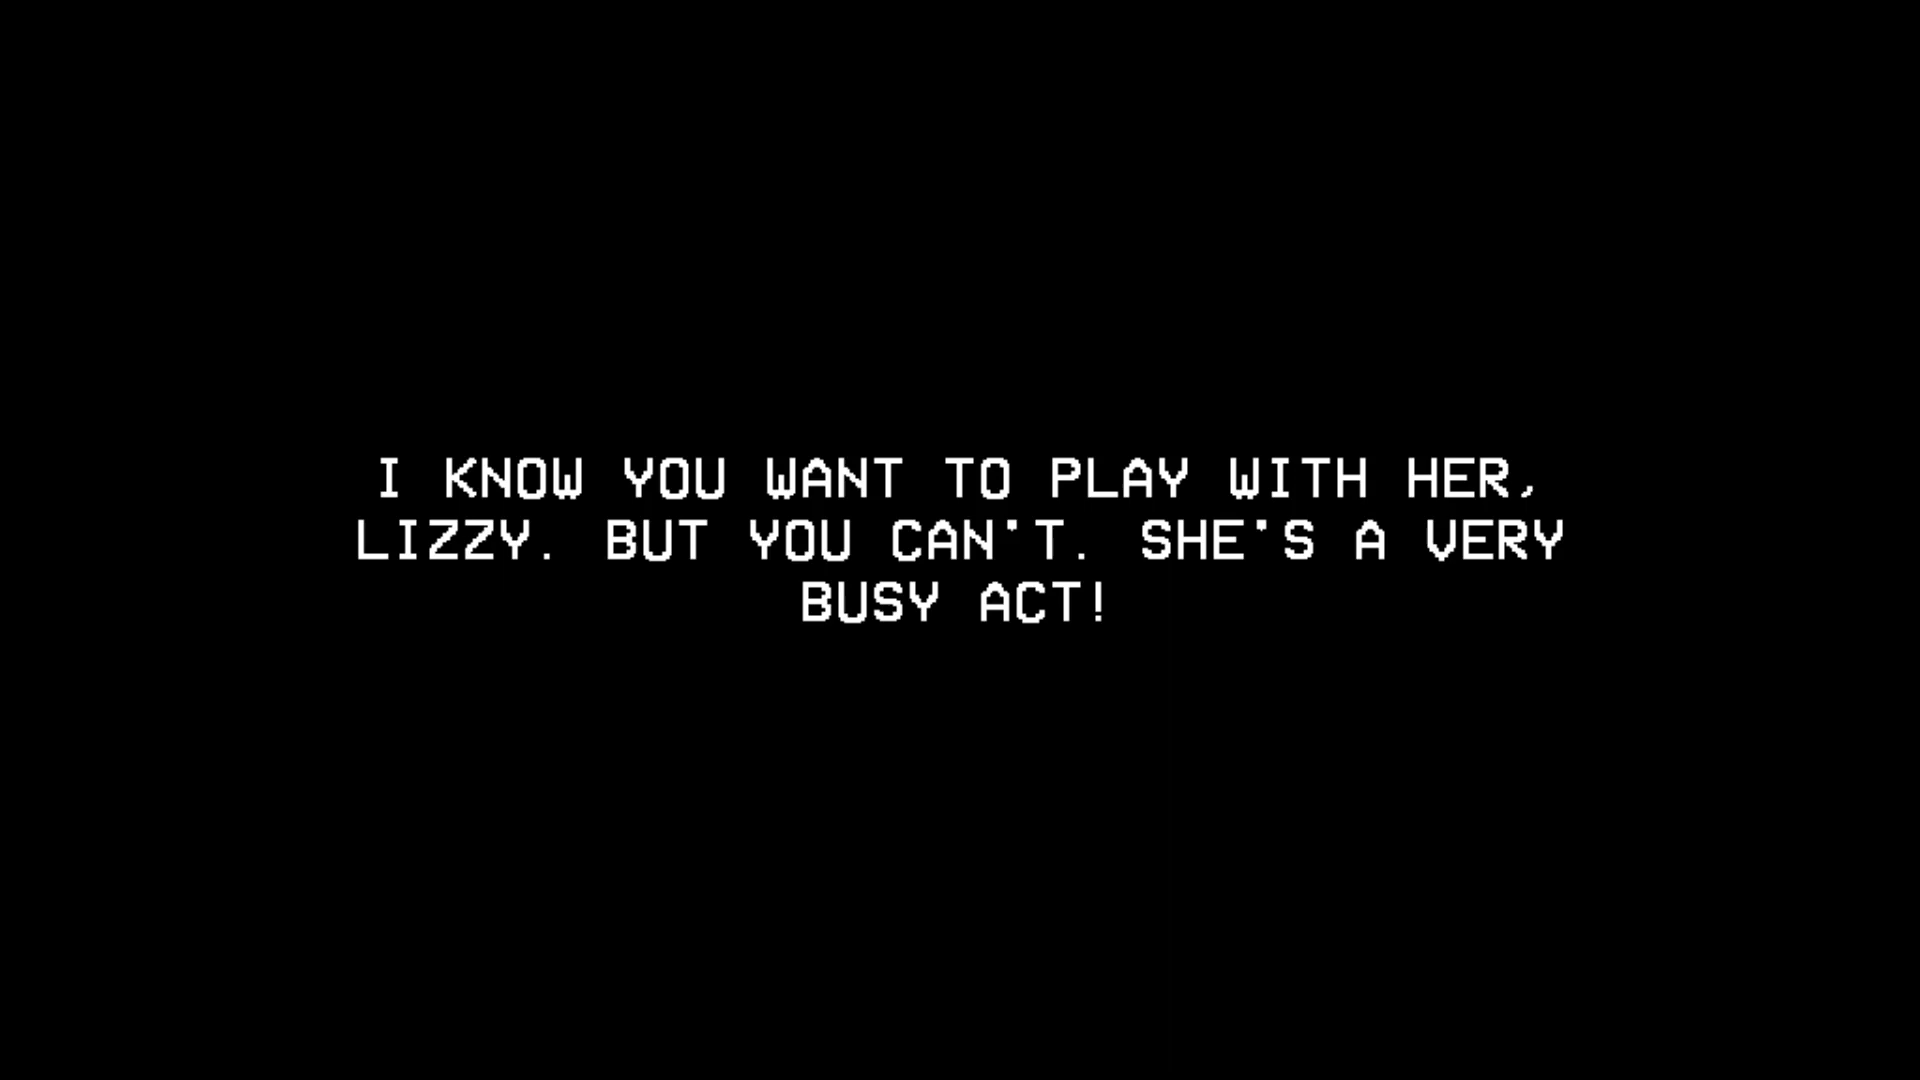 I KNOW YOU WANT TO PLAY WITH HER,
LIZZY. BUT YOU CAN'T. SHE'S A VERY
BUSY ACT!